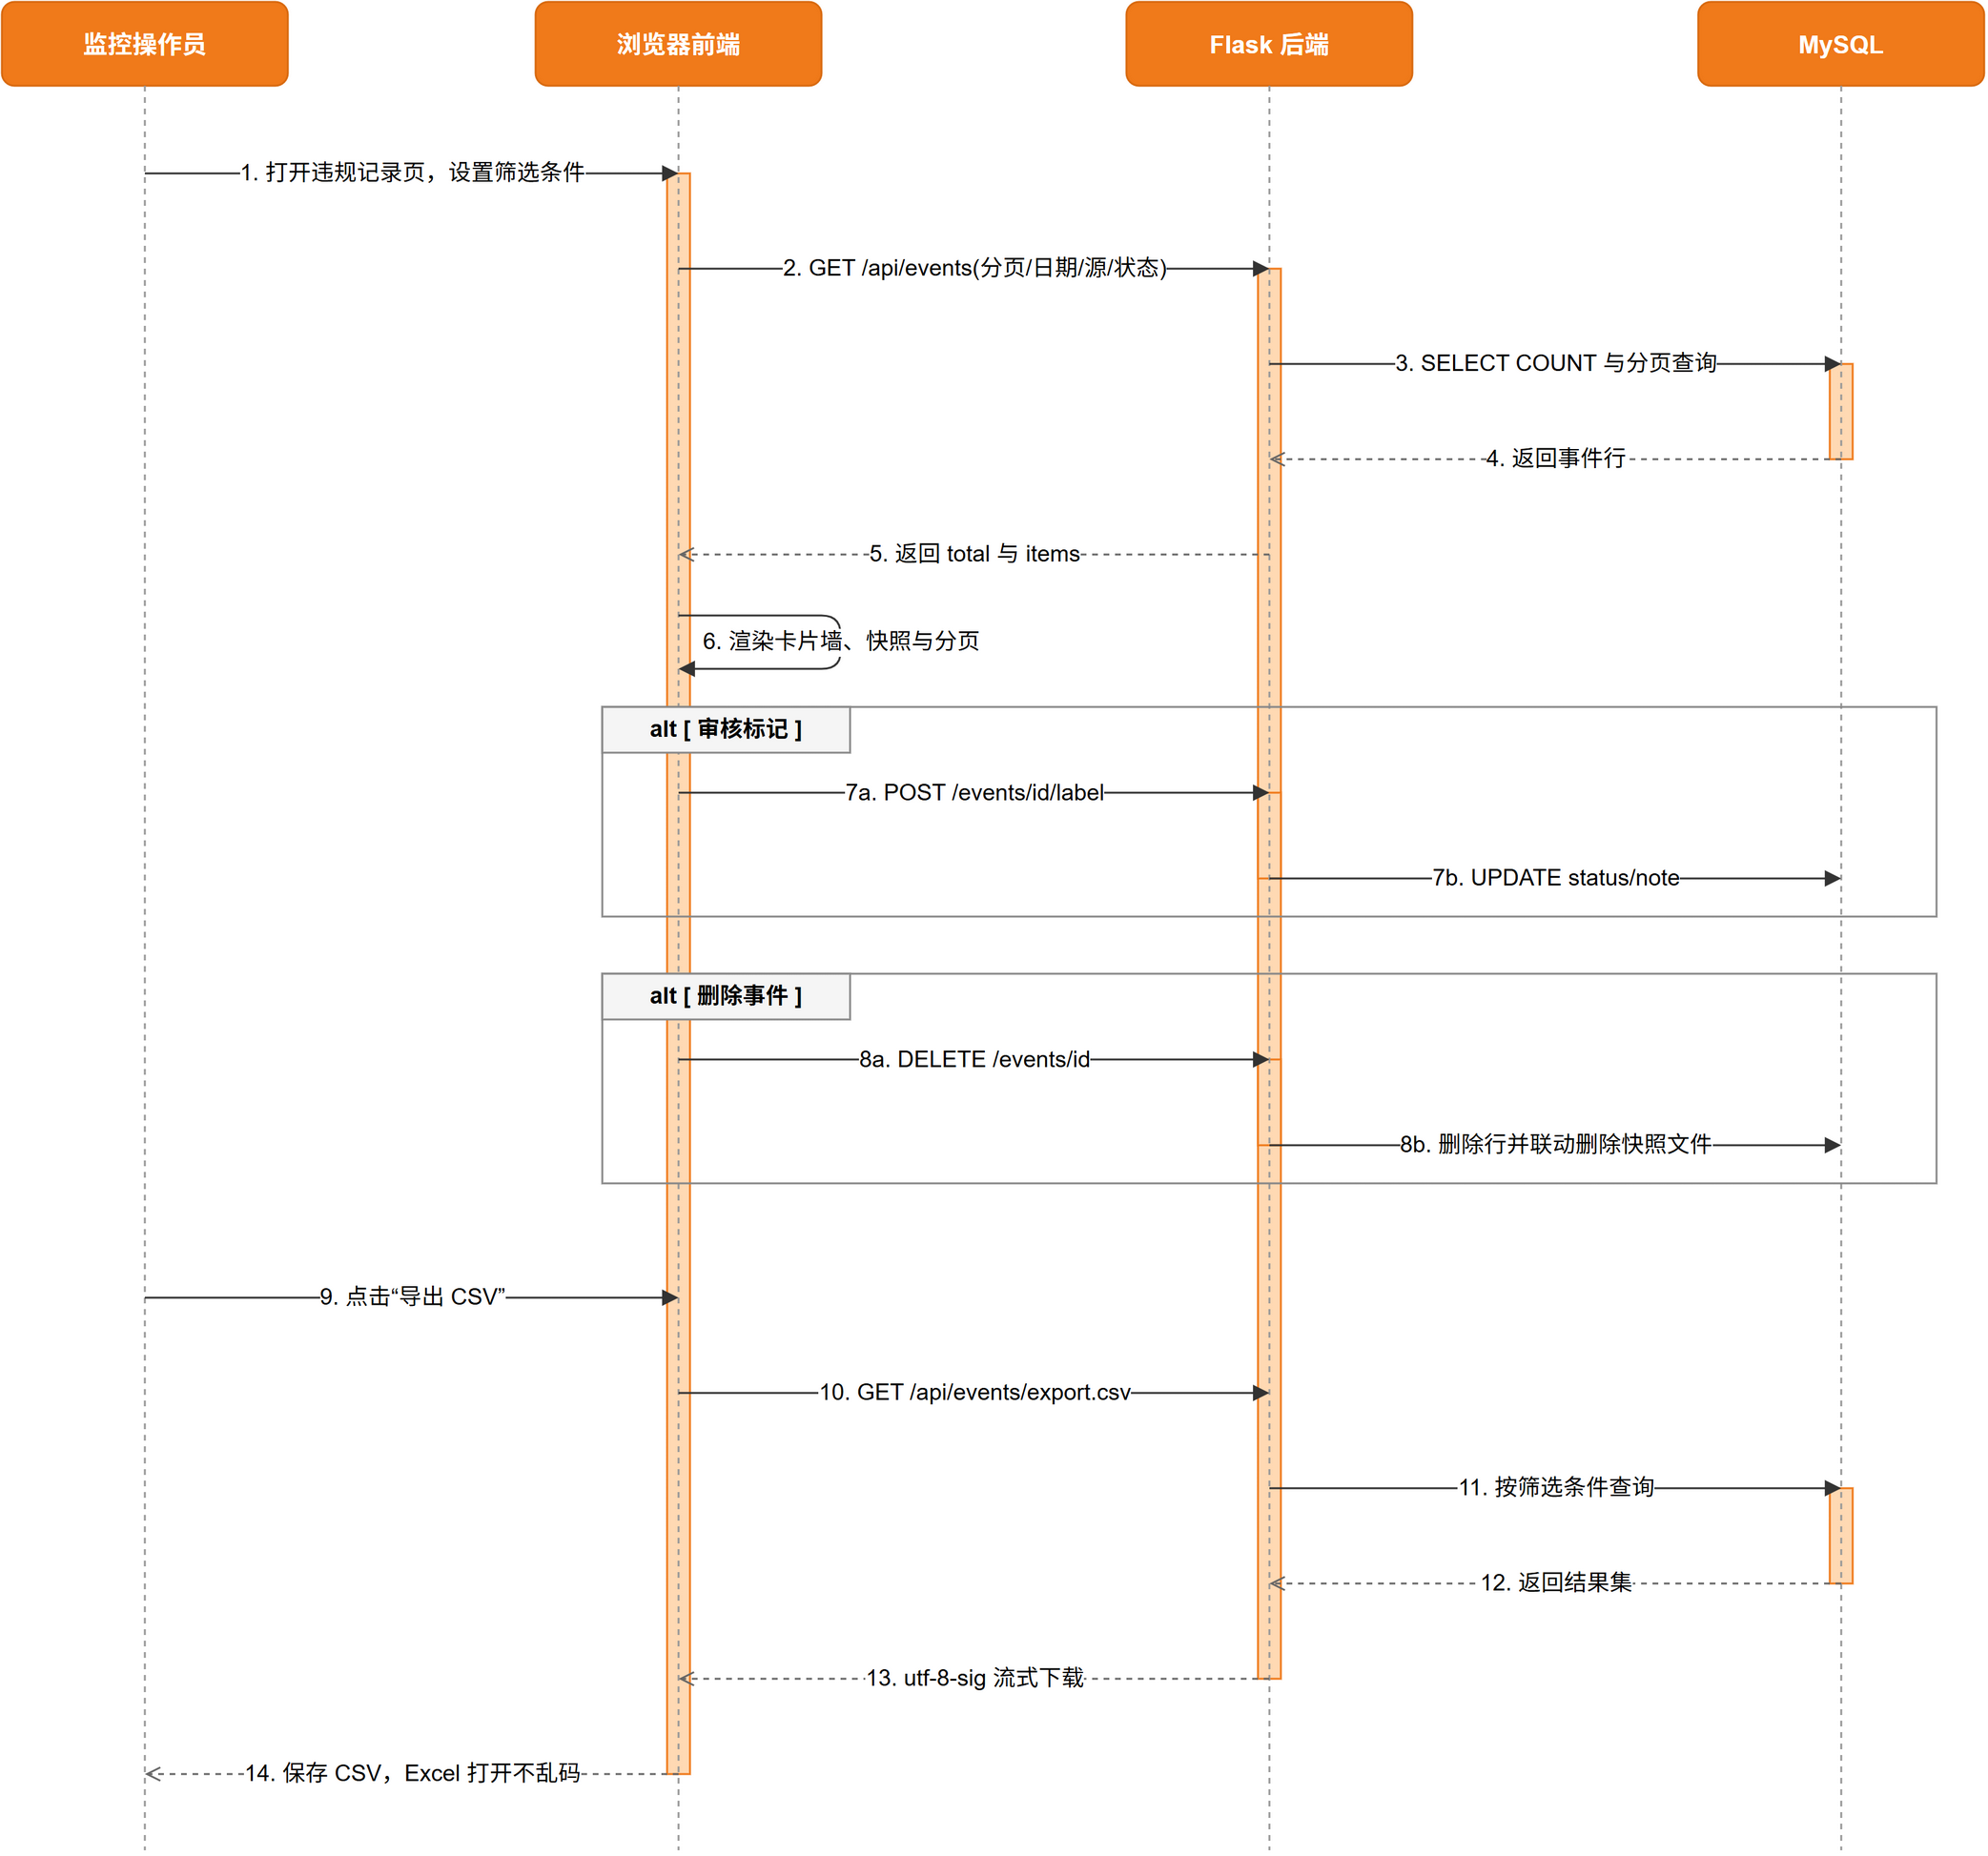 监控操作员
浏览器前端
Flask 后端
MySQL
1. 打开违规记录页，设置筛选条件
2. GET /api/events(分页/日期/源/状态)
3. SELECT COUNT 与分页查询
4. 返回事件行
5. 返回 total 与 items
6. 渲染卡片墙、快照与分页
alt [ 审核标记 ]
7a. POST /events/id/label
7b. UPDATE status/note
alt [ 删除事件 ]
8a. DELETE /events/id
8b. 删除行并联动删除快照文件
9. 点击“导出 CSV”
10. GET /api/events/export.csv
11. 按筛选条件查询
12. 返回结果集
13. utf-8-sig 流式下载
14. 保存 CSV，Excel 打开不乱码